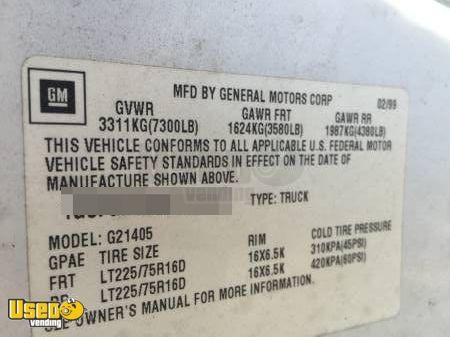 GM
MFD BY GENERAL MOTORS CORP 02/99
GVWR GAWR FRT GAWR RR
3311KG(7300LB) 1624KG(3580LB) 1987KG(4380LB)
THIS VEHICLE CONFORMS TO ALL APPLICABLE U.S. FEDERAL MOTOR
VEHICLE SAFETY STANDARDS IN EFFECT ON THE DATE OF
MANUFACTURE SHOWN ABOVE.
TYPE: TRUCK
MODEL: G21405
GPAE TIRE SIZE RIM COLD TIRE PRESSURE
FRT LT225/75R16D 16X6.5K 310KPA(45PSI)
RR LT225/75R16D 16X6.5K 420KPA(60PSI)
SEE OWNER'S MANUAL FOR MORE INFORMATION.
Used
vending